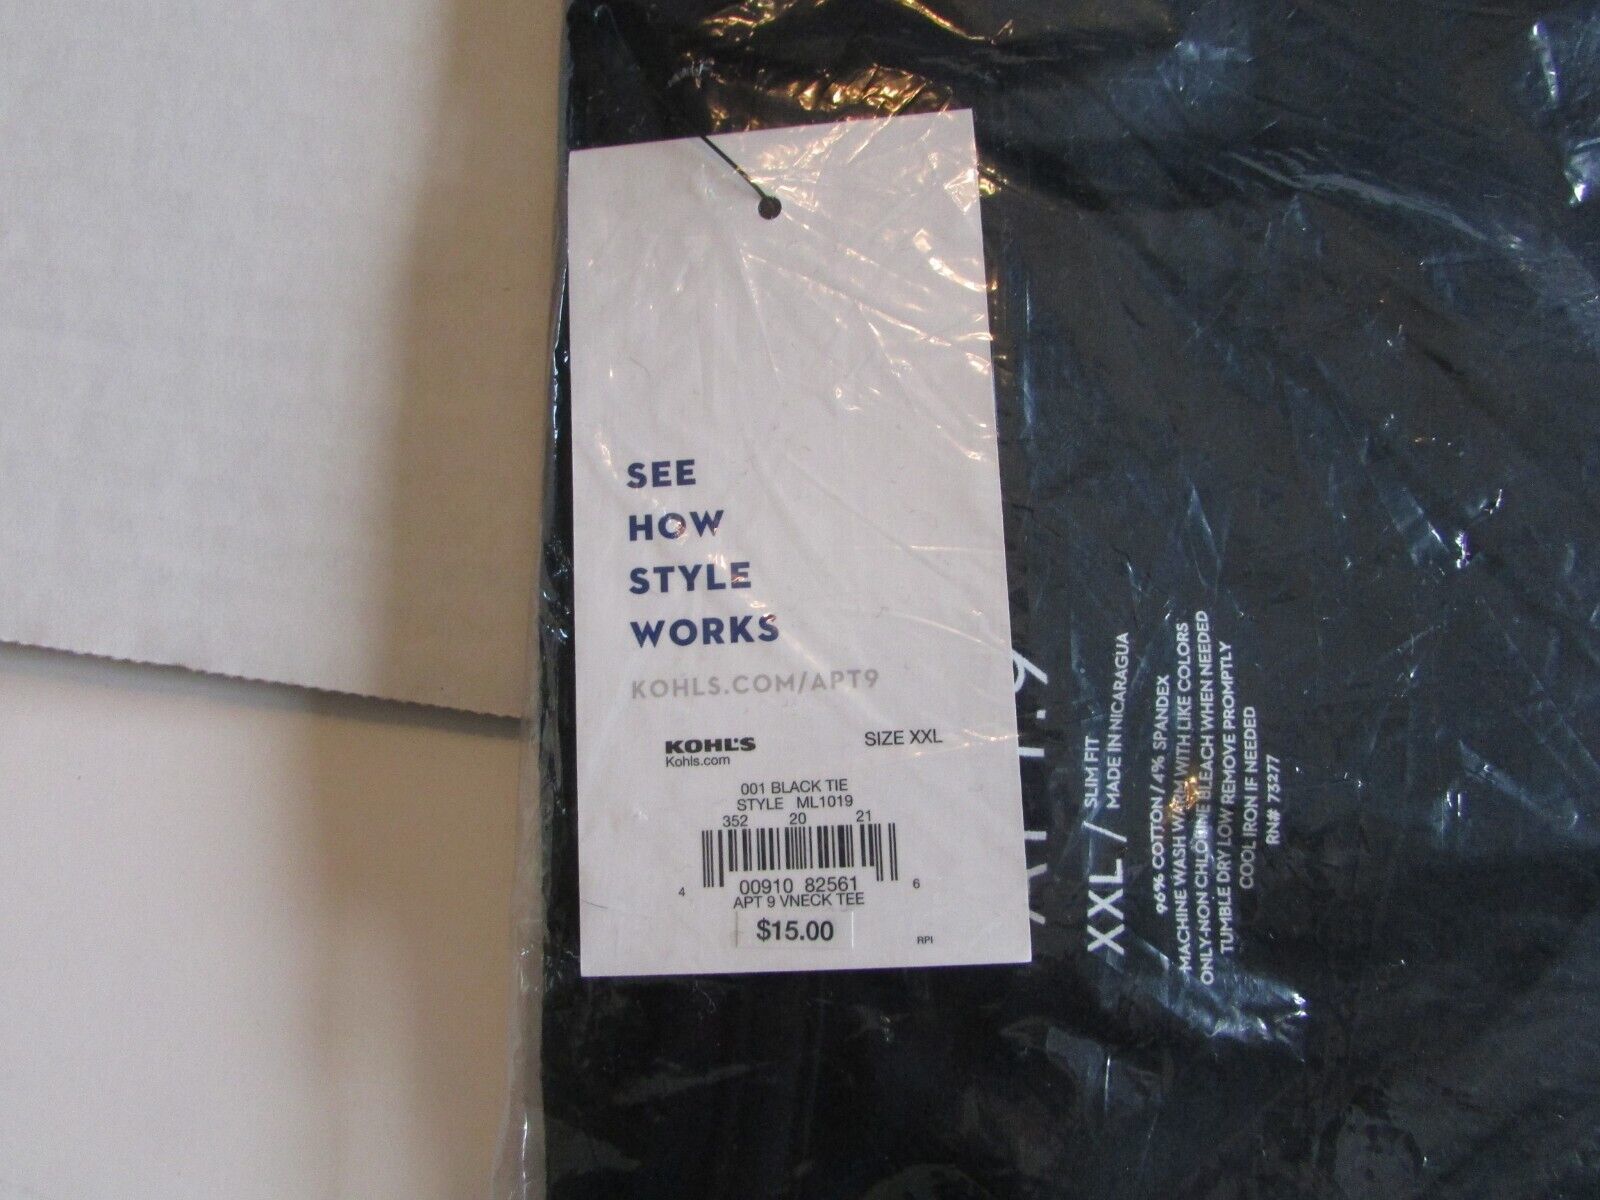 SEE
HOW
STYLE
WORKS
KOHLS.COM/APT9
KOHL'S
Kohls.com
SIZE XXL
001 BLACK TIE
STYLE ML1019
352 20 21
4 00910 82561 6
APT 9 VNECK TEE
$15.00
RPI
APT.9
XXL / SLIM FIT
MADE IN NICARAGUA
96% COTTON/4% SPANDEX
MACHINE WASH WARM WITH LIKE COLORS
ONLY-NON CHLORINE BLEACH WHEN NEEDED
TUMBLE DRY LOW REMOVE PROMPTLY
COOL IRON IF NEEDED
RN# 73277